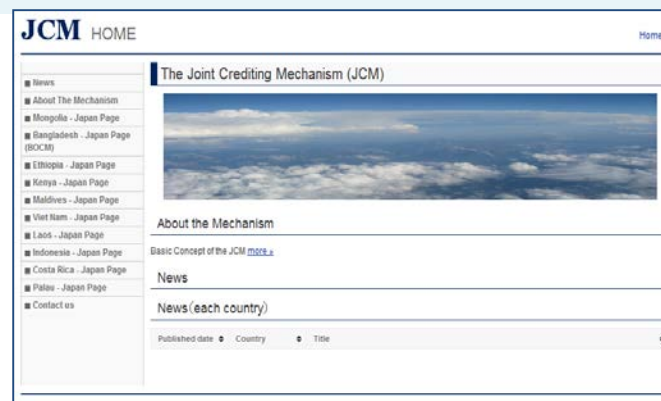 JCM HOME
Home
News
About The Mechanism
Mongolia - Japan Page
Bangladesh - Japan Page
(BOCM)
Ethiopia - Japan Page
Kenya - Japan Page
Maldives - Japan Page
Viet Nam - Japan Page
Laos - Japan Page
Indonesia - Japan Page
Costa Rica - Japan Page
Palau - Japan Page
Contact us
The Joint Crediting Mechanism (JCM)
About the Mechanism
Basic Concept of the JCM more »
News
News(each country)
Published date Country Title